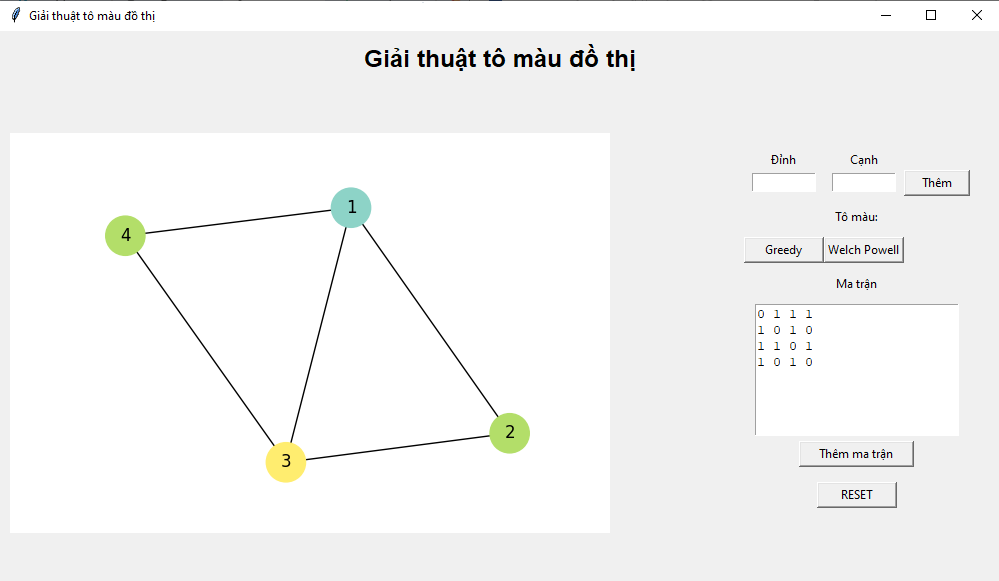 Giải thuật tô màu đồ thị
Giải thuật tô màu đồ thị
1
4
2
3
Đỉnh Cạnh
Thêm
Tô màu:
Greedy Welch Powell
Ma trận
0 1 1 1
1 0 1 0
1 1 0 1
1 0 1 0
Thêm ma trận
RESET